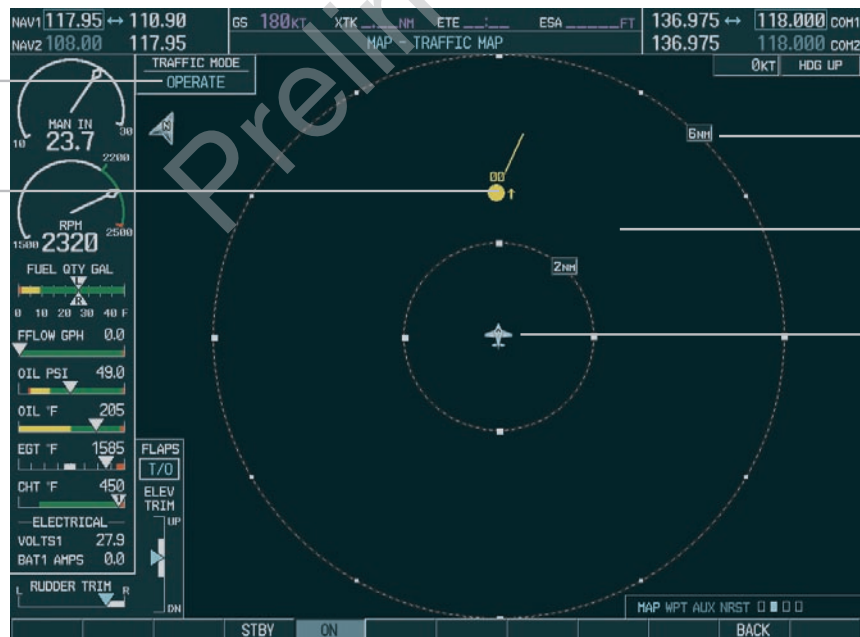 NAV1 117.95 ↔ 110.90
NAV2 108.00 117.95
GS 180KT XTK __.__NM ETE __:__ ESA _____FT
MAP - TRAFFIC MAP
136.975 ↔ 118.000 COM1
136.975 118.000 COM2
TRAFFIC MODE
OPERATE
0KT HDG UP
N
10 MAN IN 30
23.7
2200
1500 RPM 2500
2320
FUEL QTY GAL
L
R
0 10 20 30 40 F
FFLOW GPH 0.0
OIL PSI 49.0
OIL °F 205
EGT °F 1585
CHT °F 450
1
ELECTRICAL
VOLTS1 27.9
BAT1 AMPS 0.0
L RUDDER TRIM R
FLAPS
T/O
ELEV
TRIM
UP
DN
6NM
00
2NM
MAP WPT AUX NRST
STBY ON BACK
Prelim